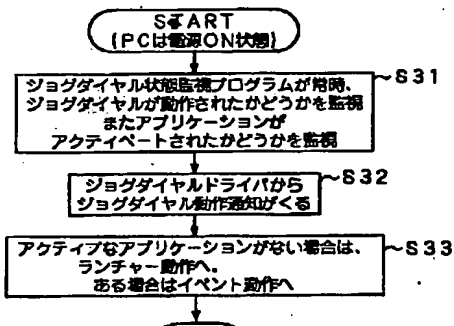 START
(PCは電源ON状態)
ジョグダイヤル状態監視プログラムが常時、
~S31
ジョグダイヤルが動作されたかどうかを監視
またアプリケーションが
アクティベートされたかどうかを監視
ジョグダイヤルドライバから
~S32
ジョグダイヤル動作通知がくる
アクティブなアプリケーションがない場合は、
~S33
ランチャー動作へ。
ある場合はイベント動作へ